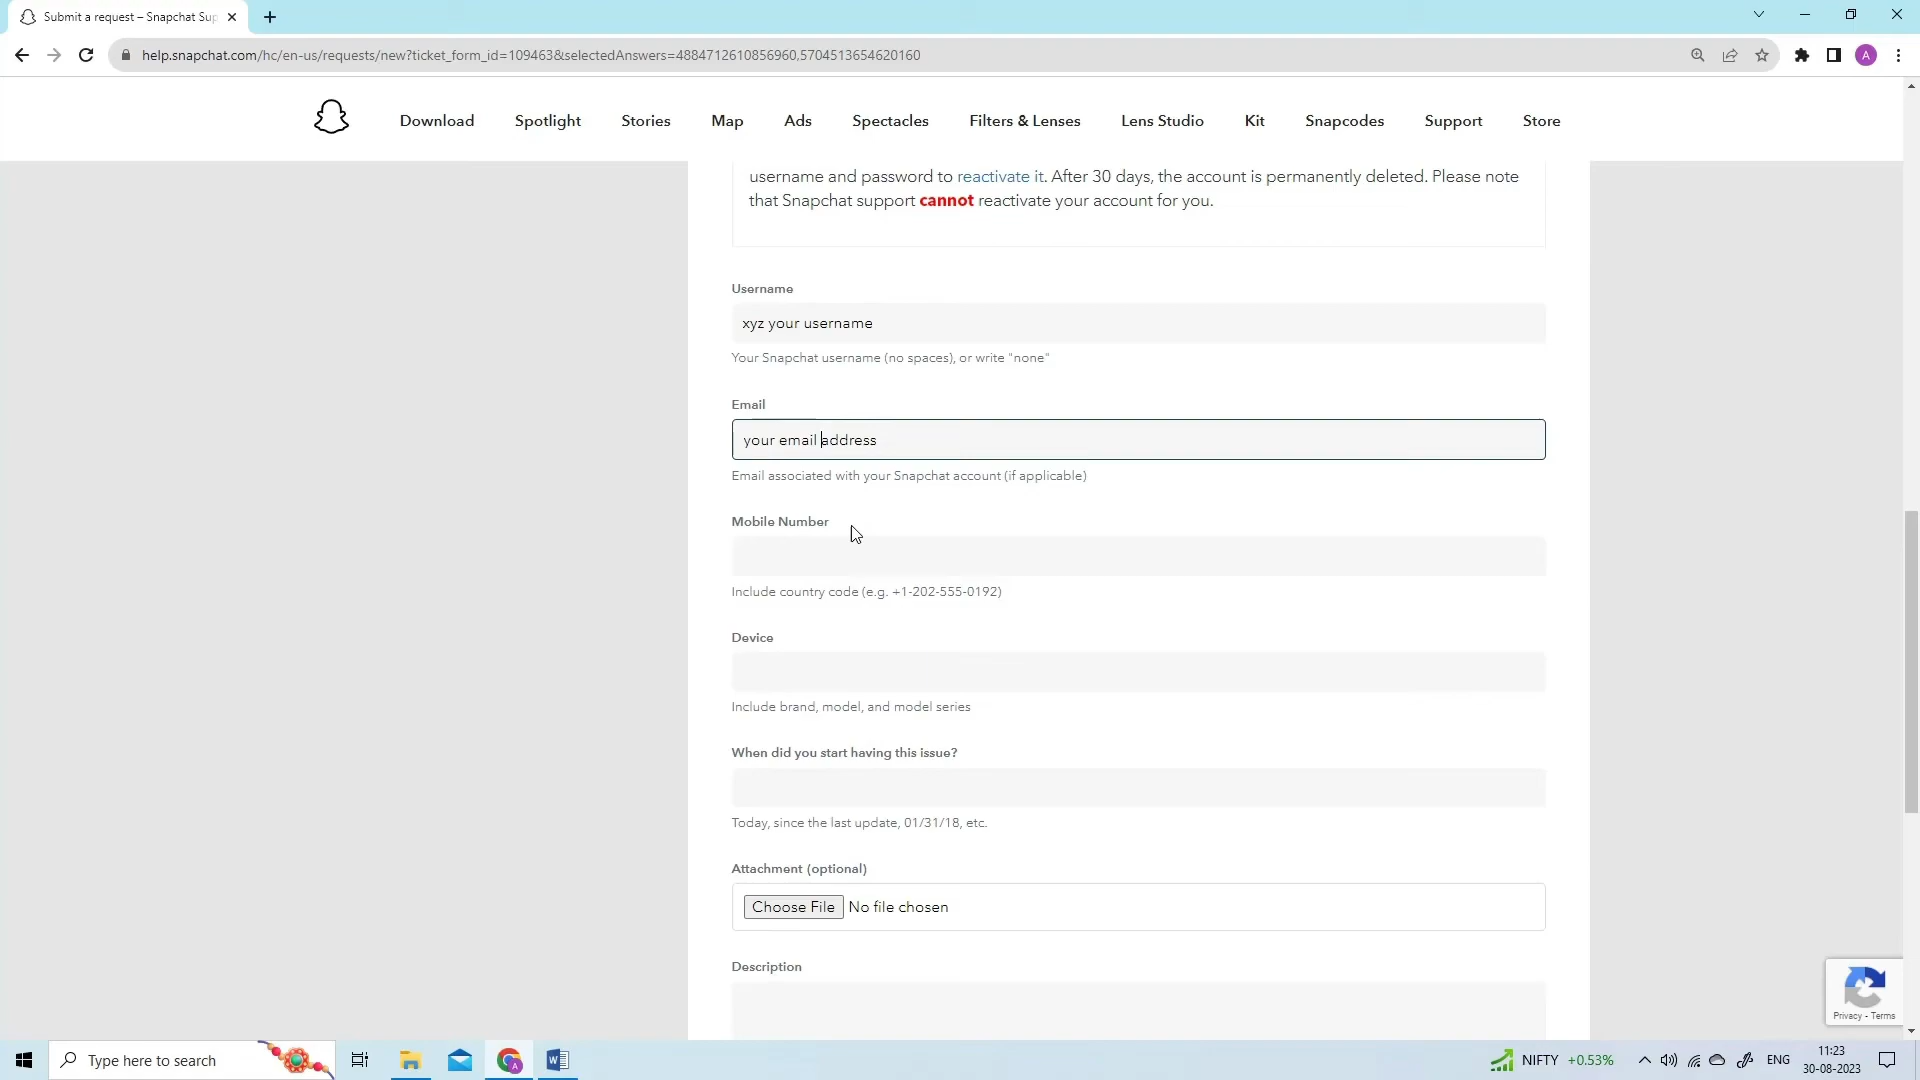 Submit a request – Snapchat Sup
help.snapchat.com/hc/en-us/requests/new?ticket_form_id=109463&selectedAnswers=4884712610856960,5704513654620160
A
Download Spotlight Stories Map Ads Spectacles Filters & Lenses Lens Studio Kit Snapcodes Support Store
username and password to reactivate it. After 30 days, the account is permanently deleted. Please note
that Snapchat support cannot reactivate your account for you.
Username
xyz your username
Your Snapchat username (no spaces), or write "none"
Email
your email address
Email associated with your Snapchat account (if applicable)
Mobile Number
Include country code (e.g. +1-202-555-0192)
Device
Include brand, model, and model series
When did you start having this issue?
Today, since the last update, 01/31/18, etc.
Attachment (optional)
Choose File No file chosen
Description
Privacy - Terms
Type here to search
NIFTY +0.53%
ENG
11:23
30-08-2023